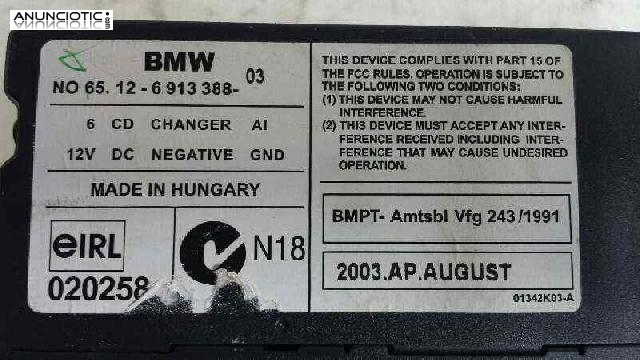 ANUNCIOTIC
BMW
NO 65. 12 - 6 913 388- 03
6 CD CHANGER AI
12V DC NEGATIVE GND
MADE IN HUNGARY
eIRL
020258
N18
THIS DEVICE COMPLIES WITH PART 15 OF
THE FCC RULES. OPERATION IS SUBJECT TO
THE FOLLOWING TWO CONDITIONS:
(1) THIS DEVICE MAY NOT CAUSE HARMFUL
INTERFERENCE.
(2) THIS DEVICE MUST ACCEPT ANY INTER-
FERENCE RECEIVED INCLUDING INTER-
FERENCE THAT MAY CAUSE UNDESIRED
OPERATION.
BMPT- Amtsbl Vfg 243/1991
2003.AP.AUGUST
01342K03-A